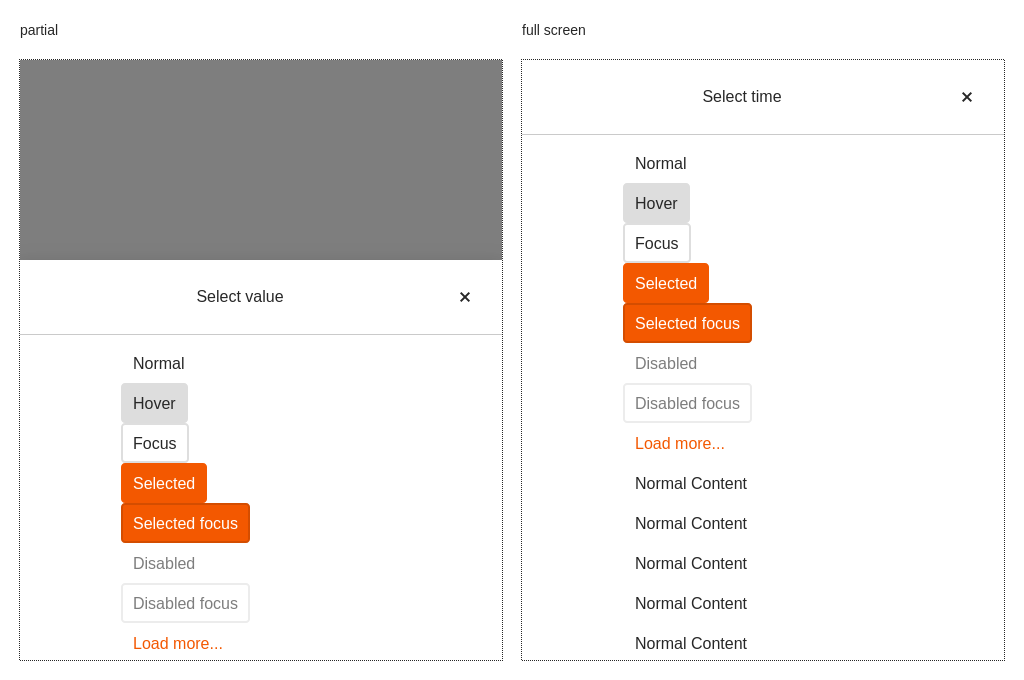 partial
Select value
Normal
Hover
Focus
Selected
Selected focus
Disabled
Disabled focus
Load more...
full screen
Select time
Normal
Hover
Focus
Selected
Selected focus
Disabled
Disabled focus
Load more...
Normal Content
Normal Content
Normal Content
Normal Content
Normal Content